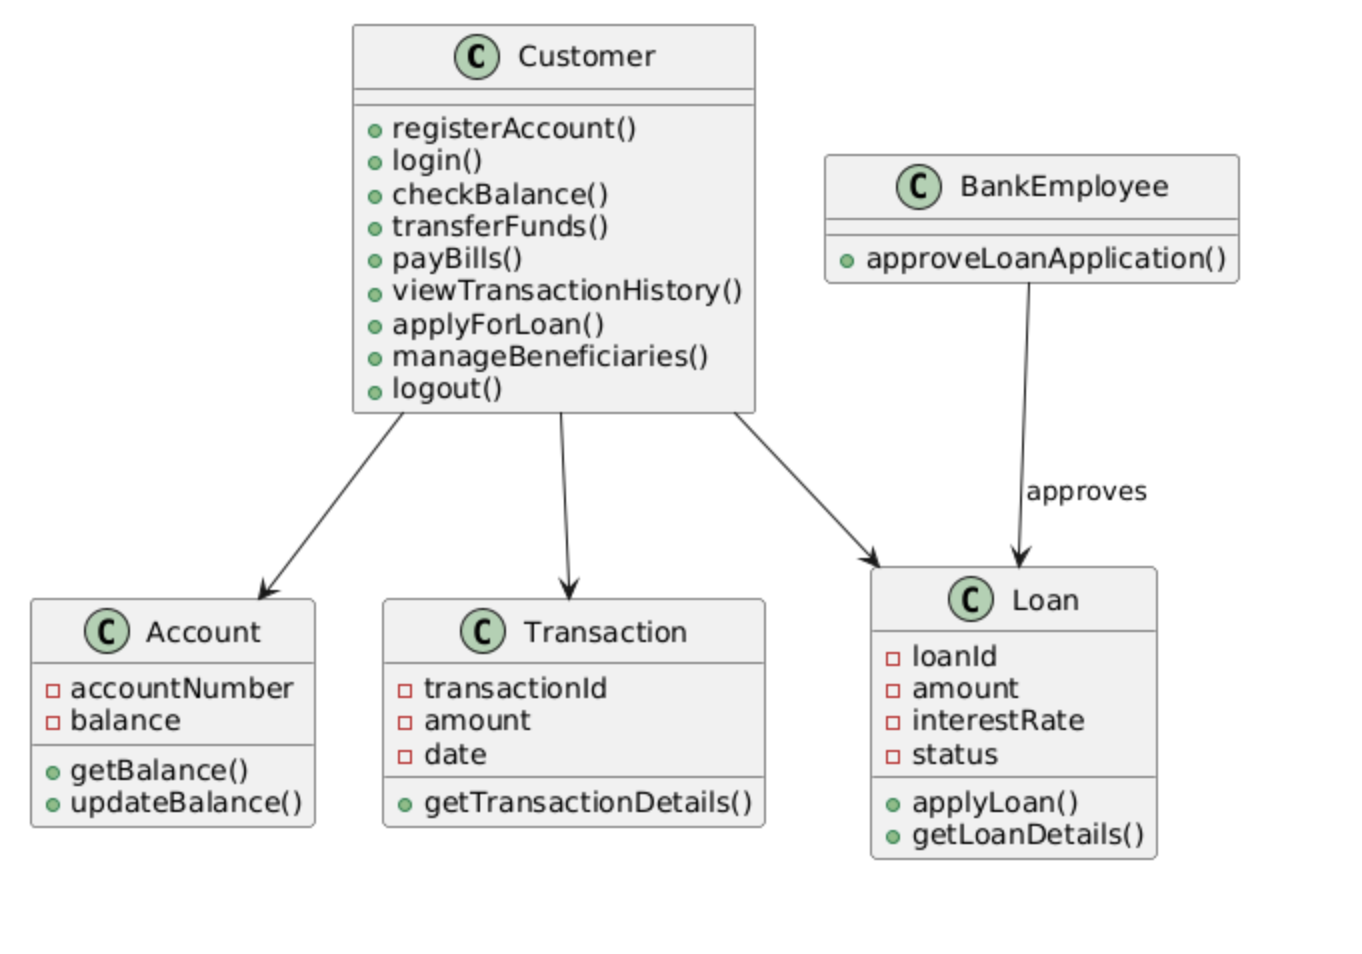 C Customer
registerAccount()
login()
checkBalance()
transferFunds()
payBills()
viewTransactionHistory()
applyForLoan()
manageBeneficiaries()
logout()
C BankEmployee
approveLoanApplication()
approves
C Account
accountNumber
balance
getBalance()
updateBalance()
C Transaction
transactionId
amount
date
getTransactionDetails()
C Loan
loanId
amount
interestRate
status
applyLoan()
getLoanDetails()